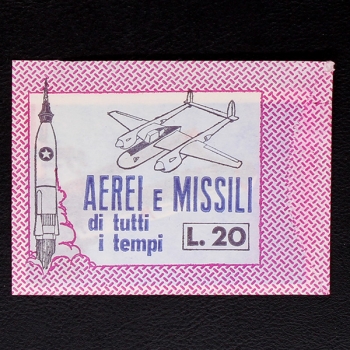 AEREI E MISSILI
di tutti
i tempi
L. 20